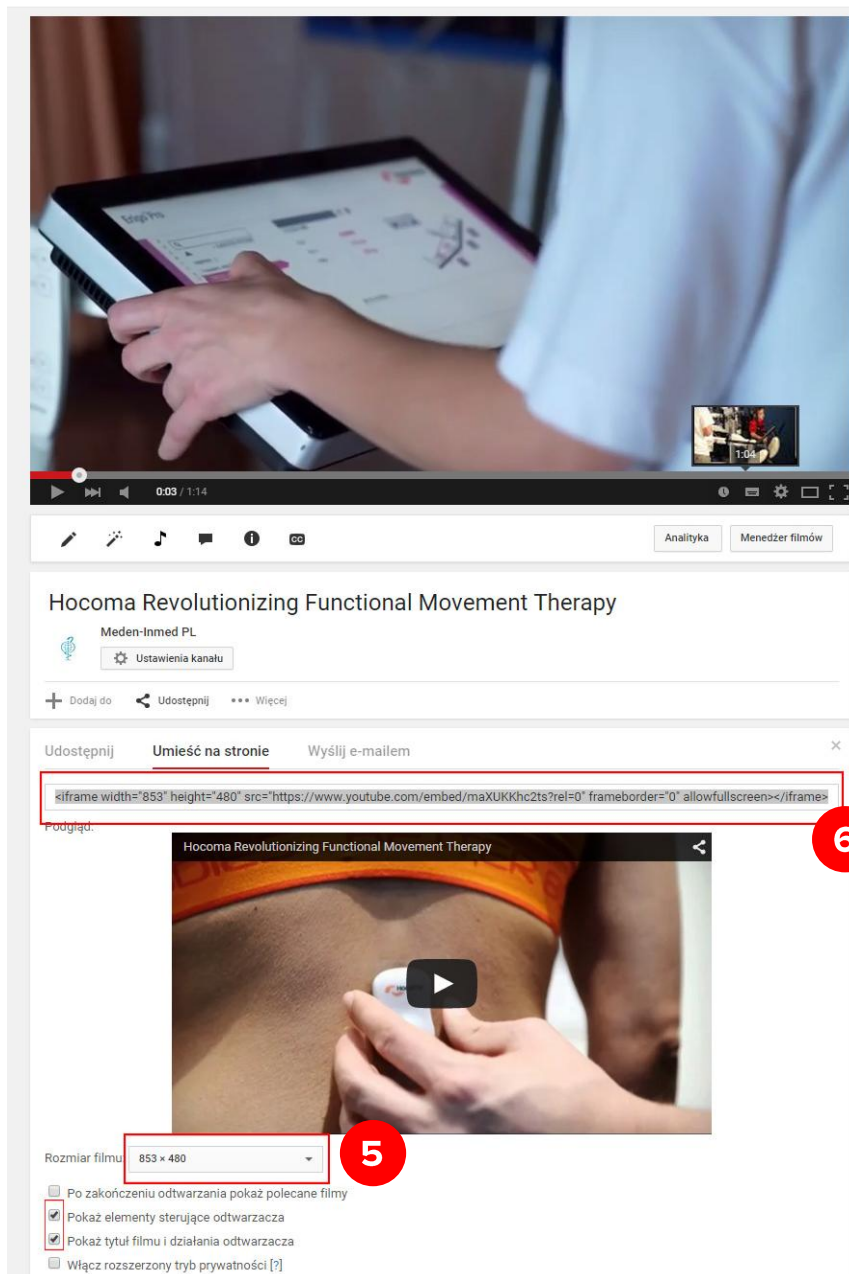 Erigo Pro
1:04
0:03 / 1:14
CC
Analityka
Menedżer filmów
Hocoma Revolutionizing Functional Movement Therapy
Meden-Inmed PL
Ustawienia kanału
Dodaj do
Udostępnij
Więcej
Udostępnij
Umieść na stronie
Wyślij e-mailem
<iframe width="853" height="480" src="https://www.youtube.com/embed/maXUKKhc2ts?rel=0" frameborder="0" allowfullscreen></iframe>
6
Podgląd:
Hocoma Revolutionizing Functional Movement Therapy
Rozmiar filmu:
853 × 480
5
Po zakończeniu odtwarzania pokaż polecane filmy
Pokaż elementy sterujące odtwarzacza
Pokaż tytuł filmu i działania odtwarzacza
Włącz rozszerzony tryb prywatności [?]